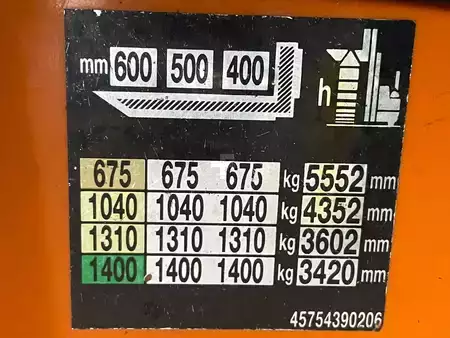 mm 600 500 400
h
675 675 675 kg 5552 mm
1040 1040 1040 kg 4352 mm
1310 1310 1310 kg 3602 mm
1400 1400 1400 kg 3420 mm
45754390206